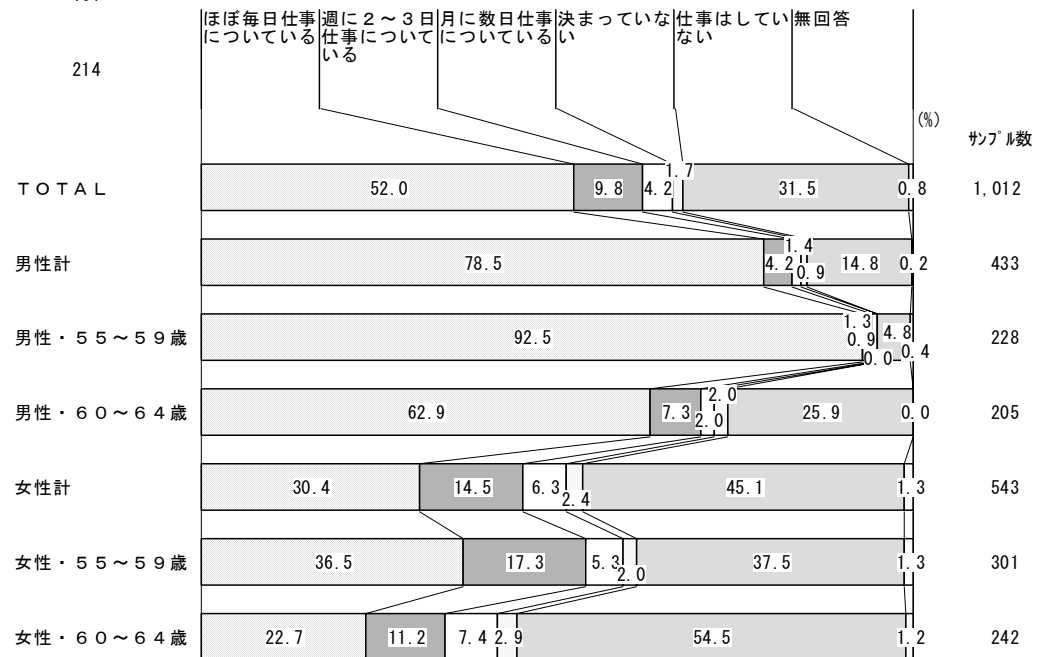 ほぼ毎日仕事についている
週に２～３日仕事についている
月に数日仕事についている
決まっていない
仕事はしていない
無回答
214
(%)
ｻﾝﾌﾟﾙ数
ＴＯＴＡＬ 52.0 9.8 4.2 1.7 31.5 0.8 1,012
男性計 78.5 4.2 1.4 0.9 14.8 0.2 433
男性・５５～５９歳 92.5 1.3 0.9 0.0 4.8 0.4 228
男性・６０～６４歳 62.9 7.3 2.0 2.0 25.9 0.0 205
女性計 30.4 14.5 6.3 2.4 45.1 1.3 543
女性・５５～５９歳 36.5 17.3 5.3 2.0 37.5 1.3 301
女性・６０～６４歳 22.7 11.2 7.4 2.9 54.5 1.2 242